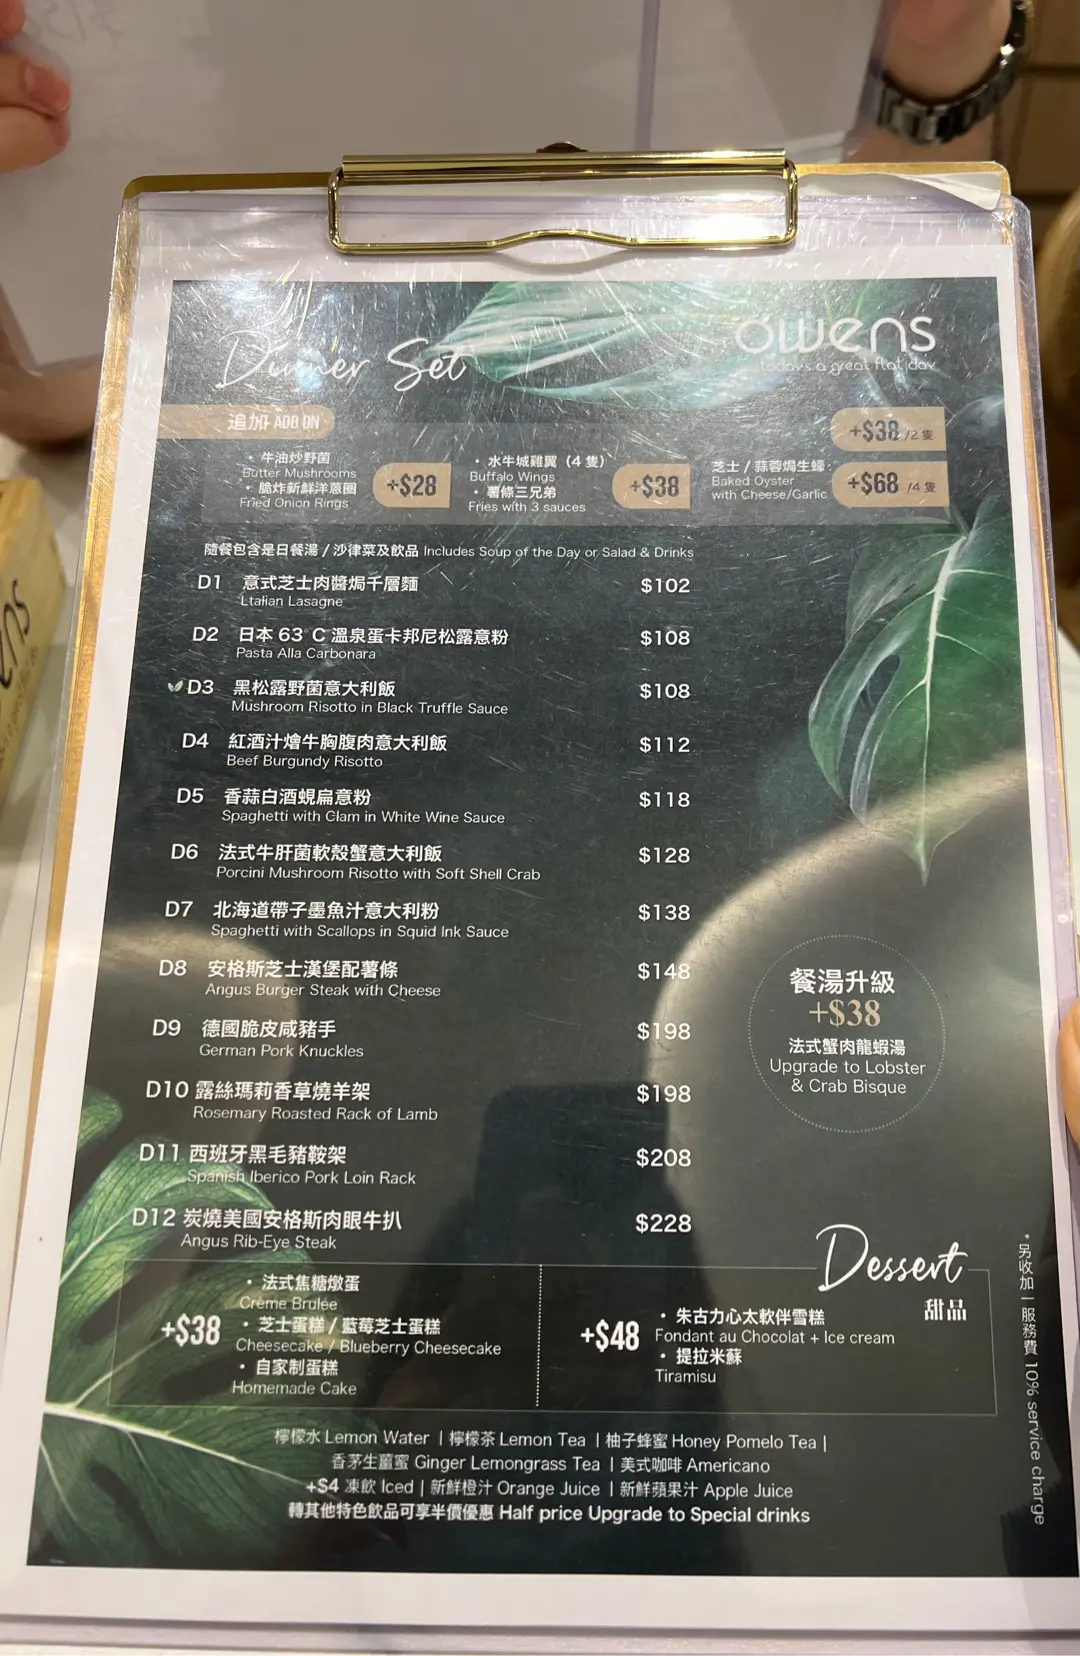 Dinner Set
owens
todays a great flat day
追加 ADD ON
• 牛油炒野菌
Butter Mushrooms
• 脆炸新鮮洋蔥圈
Fried Onion Rings
+$28
• 水牛城雞翼（4 隻）
Buffalo Wings
• 薯條三兄弟
Fries with 3 sauces
+$38
芝士 / 蒜蓉焗生蠔
Baked Oyster
with Cheese/Garlic
+$38 /2 隻
+$68 /4 隻
隨餐包含是日餐湯 / 沙律菜及飲品 Includes Soup of the Day or Salad & Drinks
D1 意式芝士肉醬焗千層麵 $102
Ltalian Lasagne
D2 日本 63°C 溫泉蛋卡邦尼松露意粉 $108
Pasta Alla Carbonara
D3 黑松露野菌意大利飯 $108
Mushroom Risotto in Black Truffle Sauce
D4 紅酒汁燴牛胸腹肉意大利飯 $112
Beef Burgundy Risotto
D5 香蒜白酒蜆扁意粉 $118
Spaghetti with Clam in White Wine Sauce
D6 法式牛肝菌軟殼蟹意大利飯 $128
Porcini Mushroom Risotto with Soft Shell Crab
D7 北海道帶子墨魚汁意大利粉 $138
Spaghetti with Scallops in Squid Ink Sauce
D8 安格斯芝士漢堡配薯條 $148
Angus Burger Steak with Cheese
D9 德國脆皮咸豬手 $198
German Pork Knuckles
D10 露絲瑪莉香草燒羊架 $198
Rosemary Roasted Rack of Lamb
D11 西班牙黑毛豬鞍架 $208
Spanish Iberico Pork Loin Rack
D12 炭燒美國安格斯肉眼牛扒 $228
Angus Rib-Eye Steak
餐湯升級
+$38
法式蟹肉龍蝦湯
Upgrade to Lobster
& Crab Bisque
Dessert
甜品
+$38
• 法式焦糖燉蛋
Crème Brulée
• 芝士蛋糕 / 藍莓芝士蛋糕
Cheesecake / Blueberry Cheesecake
• 自家制蛋糕
Homemade Cake
+$48
• 朱古力心太軟伴雪糕
Fondant au Chocolat + Ice cream
• 提拉米蘇
Tiramisu
檸檬水 Lemon Water | 檸檬茶 Lemon Tea | 柚子蜂蜜 Honey Pomelo Tea |
香茅生薑蜜 Ginger Lemongrass Tea | 美式咖啡 Americano
+$4 凍飲 Iced | 新鮮橙汁 Orange Juice | 新鮮蘋果汁 Apple Juice
轉其他特色飲品可享半價優惠 Half price Upgrade to Special drinks
• 另收加一服務費 10% service charge